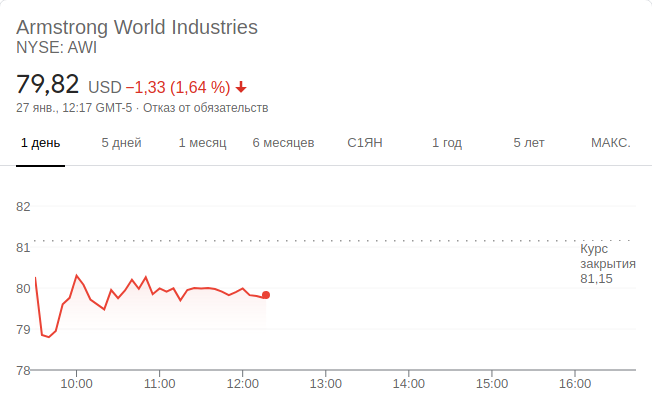 Armstrong World Industries
NYSE: AWI
79,82 USD −1,33 (1,64 %)
27 янв., 12:17 GMT-5 · Отказ от обязательств
1 день 5 дней 1 месяц 6 месяцев С1ЯН 1 год 5 лет МАКС.
82
81
Курс
закрытия
81,15
80
79
78
10:00 11:00 12:00 13:00 14:00 15:00 16:00